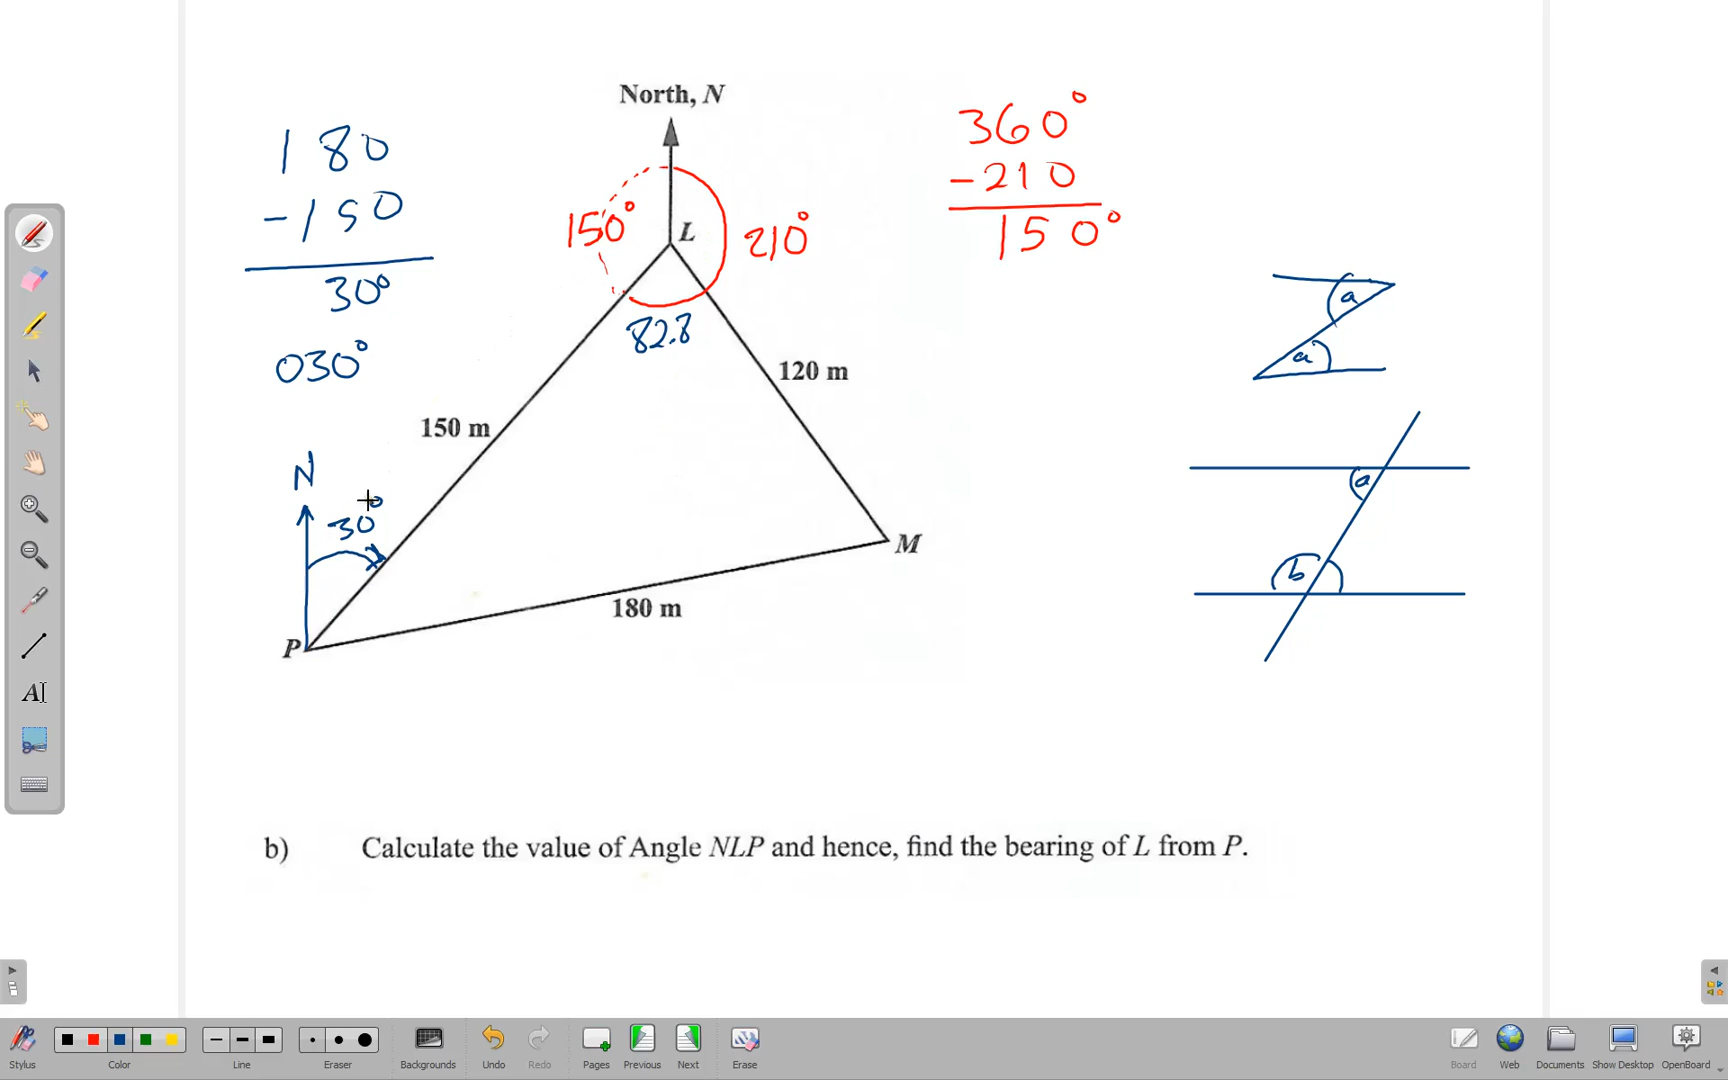 North, N
180
-150
30°
030°
360°
-210
150°
150°
L
210°
82.8
a
a
120 m
150 m
N
30°
a
b
M
180 m
P
b) Calculate the value of Angle NLP and hence, find the bearing of L from P.
A
Stylus
Color
Line
Eraser
Backgrounds
Undo
Redo
Pages
Previous
Next
Erase
Board
Web
Documents
Show Desktop
OpenBoard